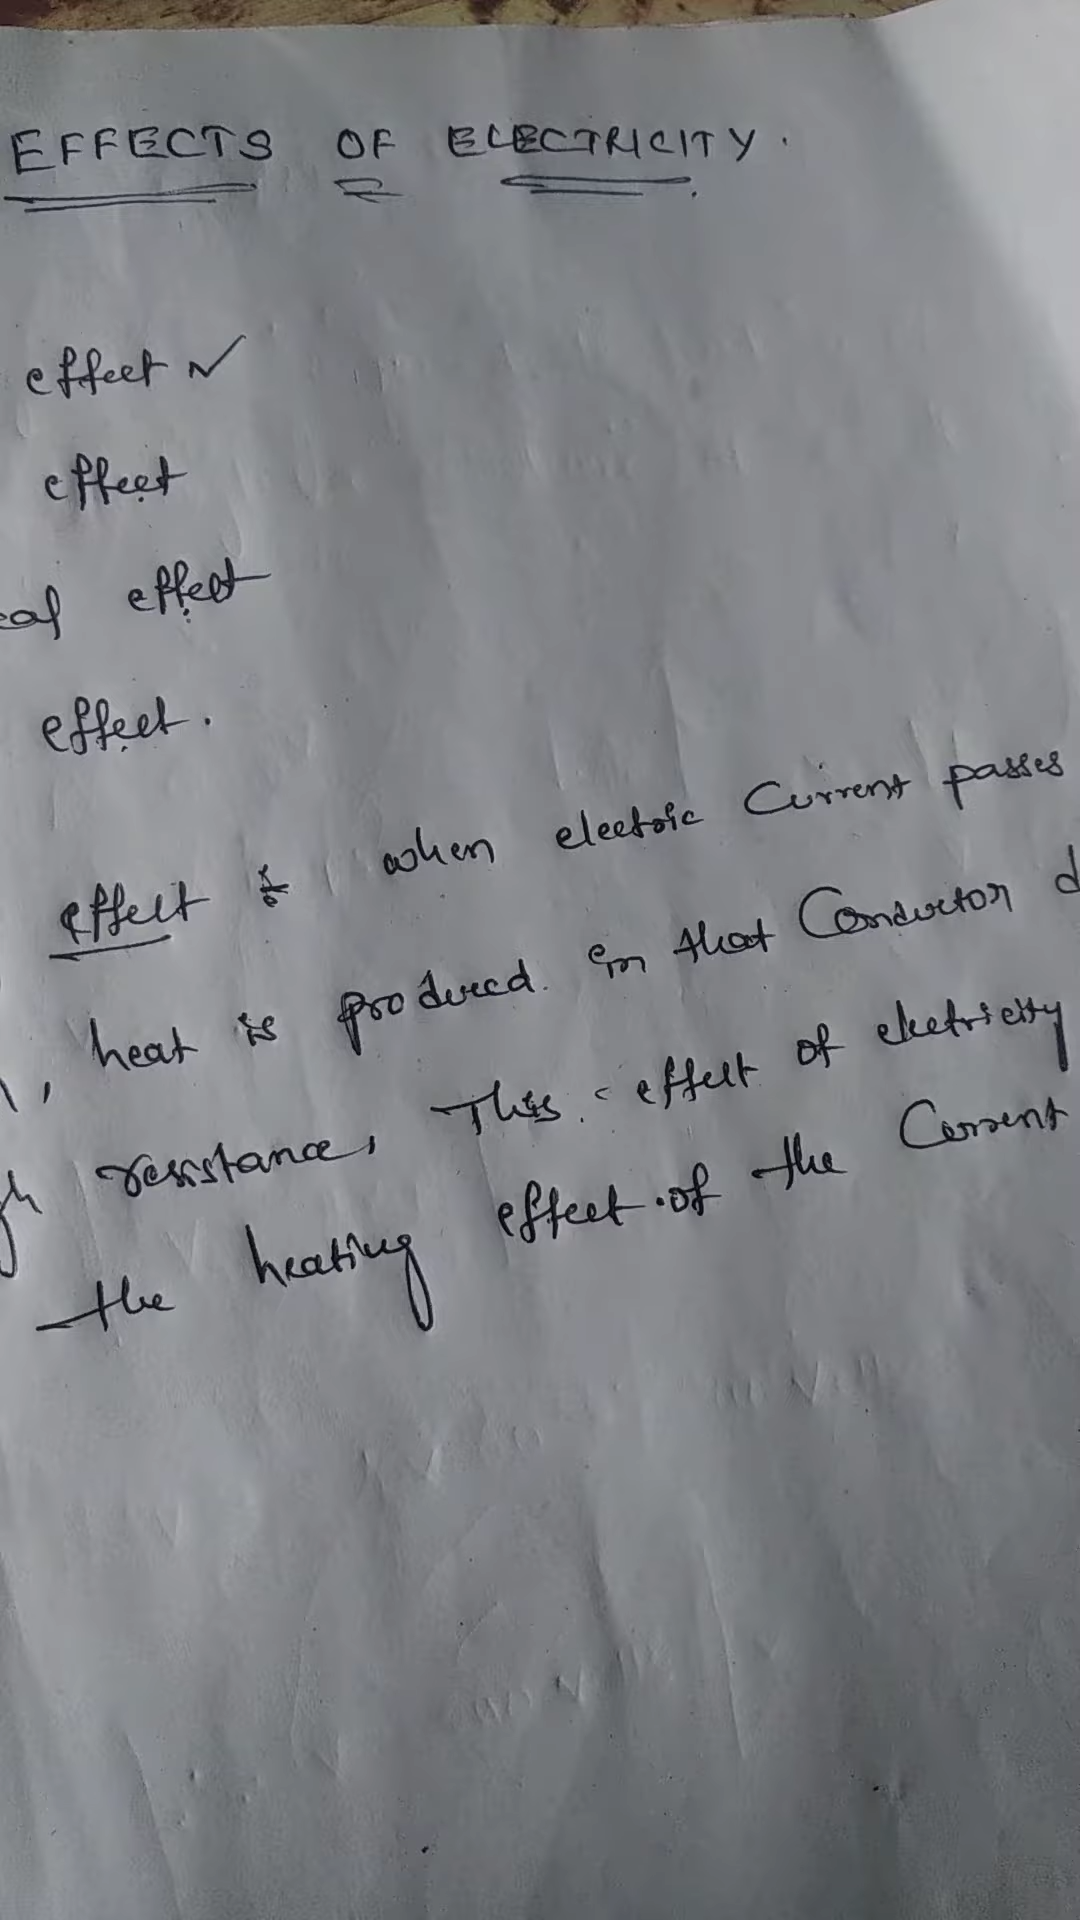 EFFECTS OF ELECTRICITY.
effect ✓
effect
effect
effect.
effect : when electric Current passes
heat is produced. in that Conductor
resistance, This effect of electricity
the heating effect of the Current